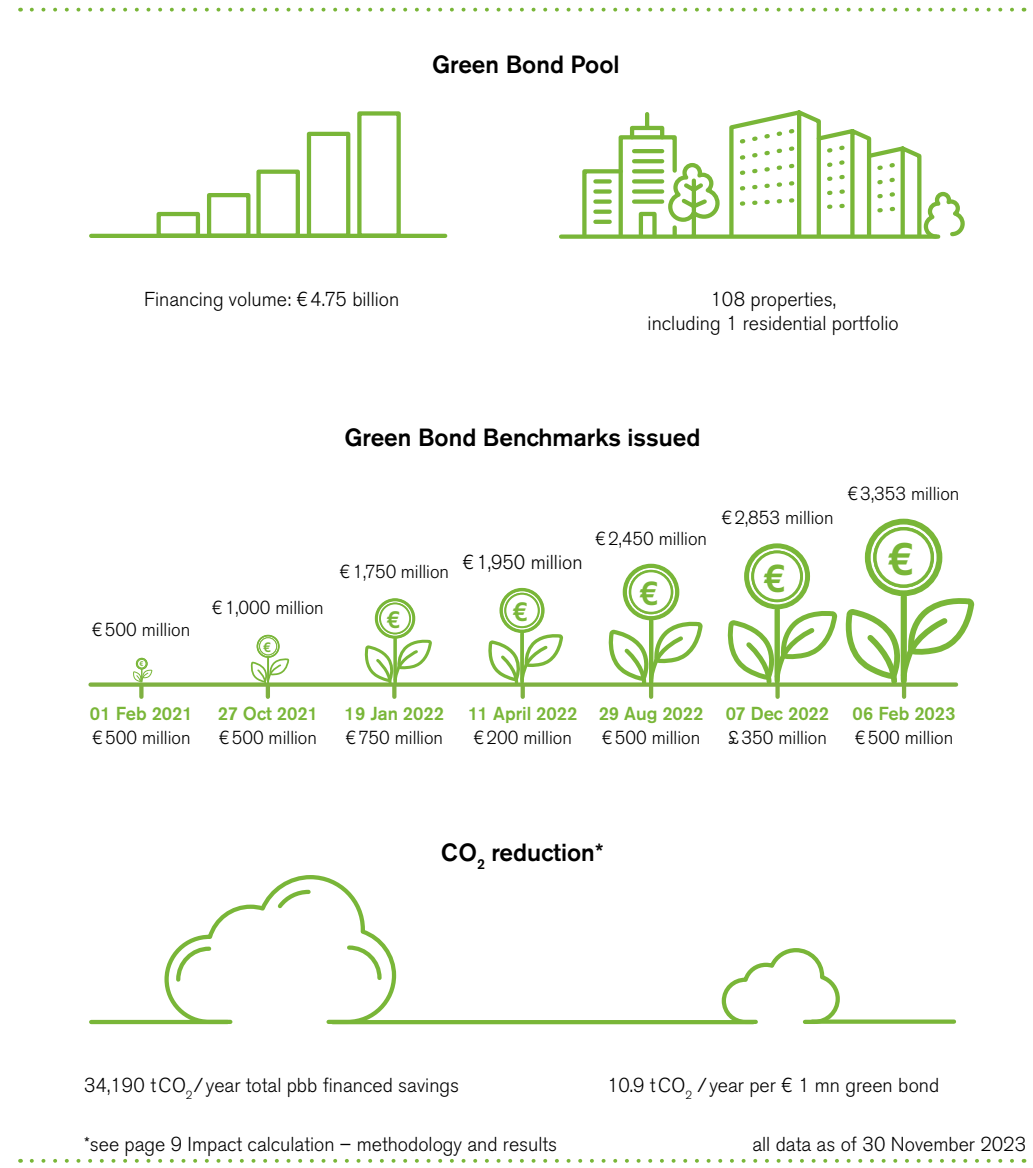 Green Bond Pool
Financing volume: € 4.75 billion
108 properties,
including 1 residential portfolio
Green Bond Benchmarks issued
€ 500 million
€ 1,000 million
€ 1,750 million
€ 1,950 million
€ 2,450 million
€ 2,853 million
€ 3,353 million
€ € € € € € €
01 Feb 2021 27 Oct 2021 19 Jan 2022 11 April 2022 29 Aug 2022 07 Dec 2022 06 Feb 2023
€ 500 million € 500 million € 750 million € 200 million € 500 million £ 350 million € 500 million
CO₂ reduction*
34,190 tCO₂/year total pbb financed savings
10.9 tCO₂ /year per € 1 mn green bond
*see page 9 Impact calculation – methodology and results
all data as of 30 November 2023